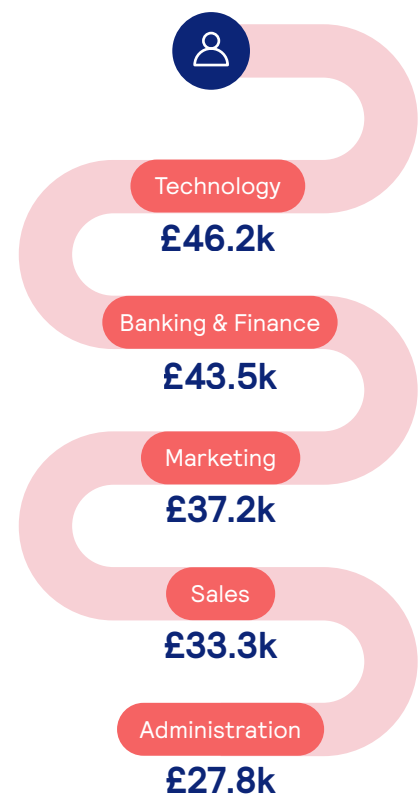 Technology
£46.2k
Banking & Finance
£43.5k
Marketing
£37.2k
Sales
£33.3k
Administration
£27.8k